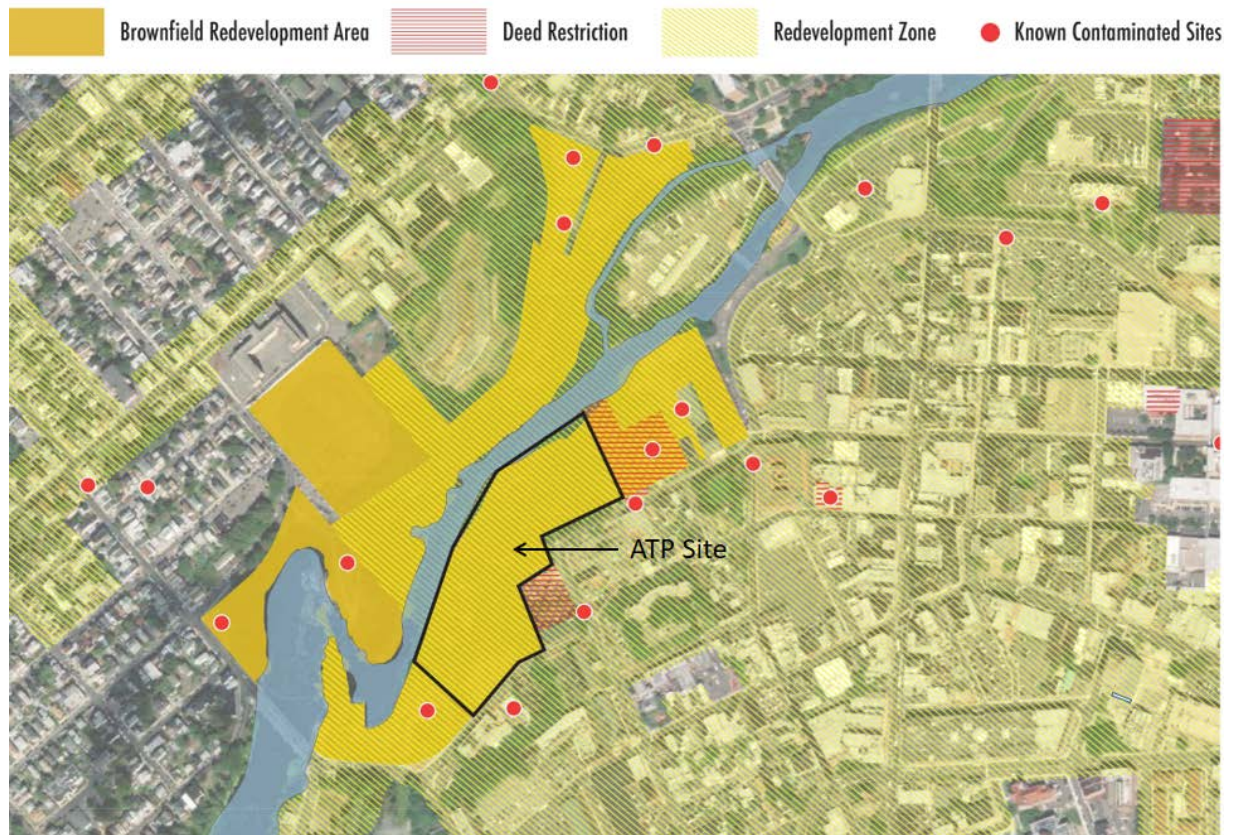 Brownfield Redevelopment Area
Deed Restriction
Redevelopment Zone
Known Contaminated Sites
ATP Site